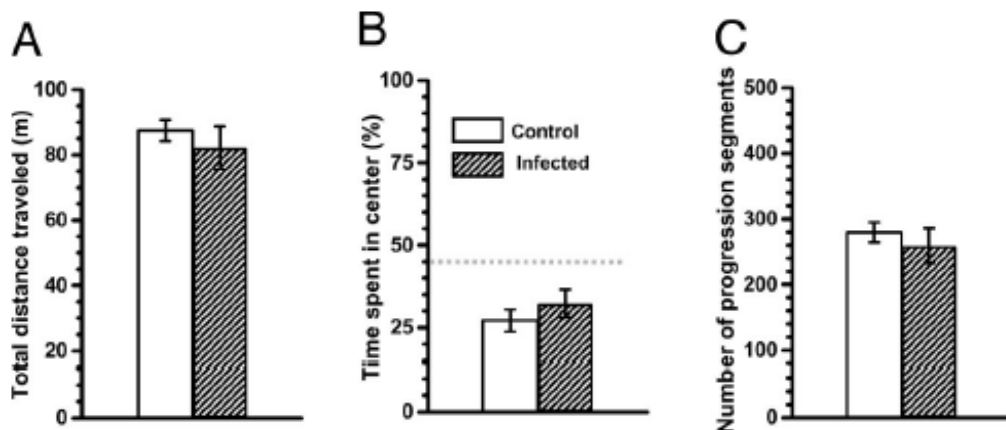 A
Total distance traveled (m)
100
80
60
40
20
0
B
Time spent in center (%)
100
75
50
25
0
Control
Infected
C
Number of progression segments
500
400
300
200
100
0